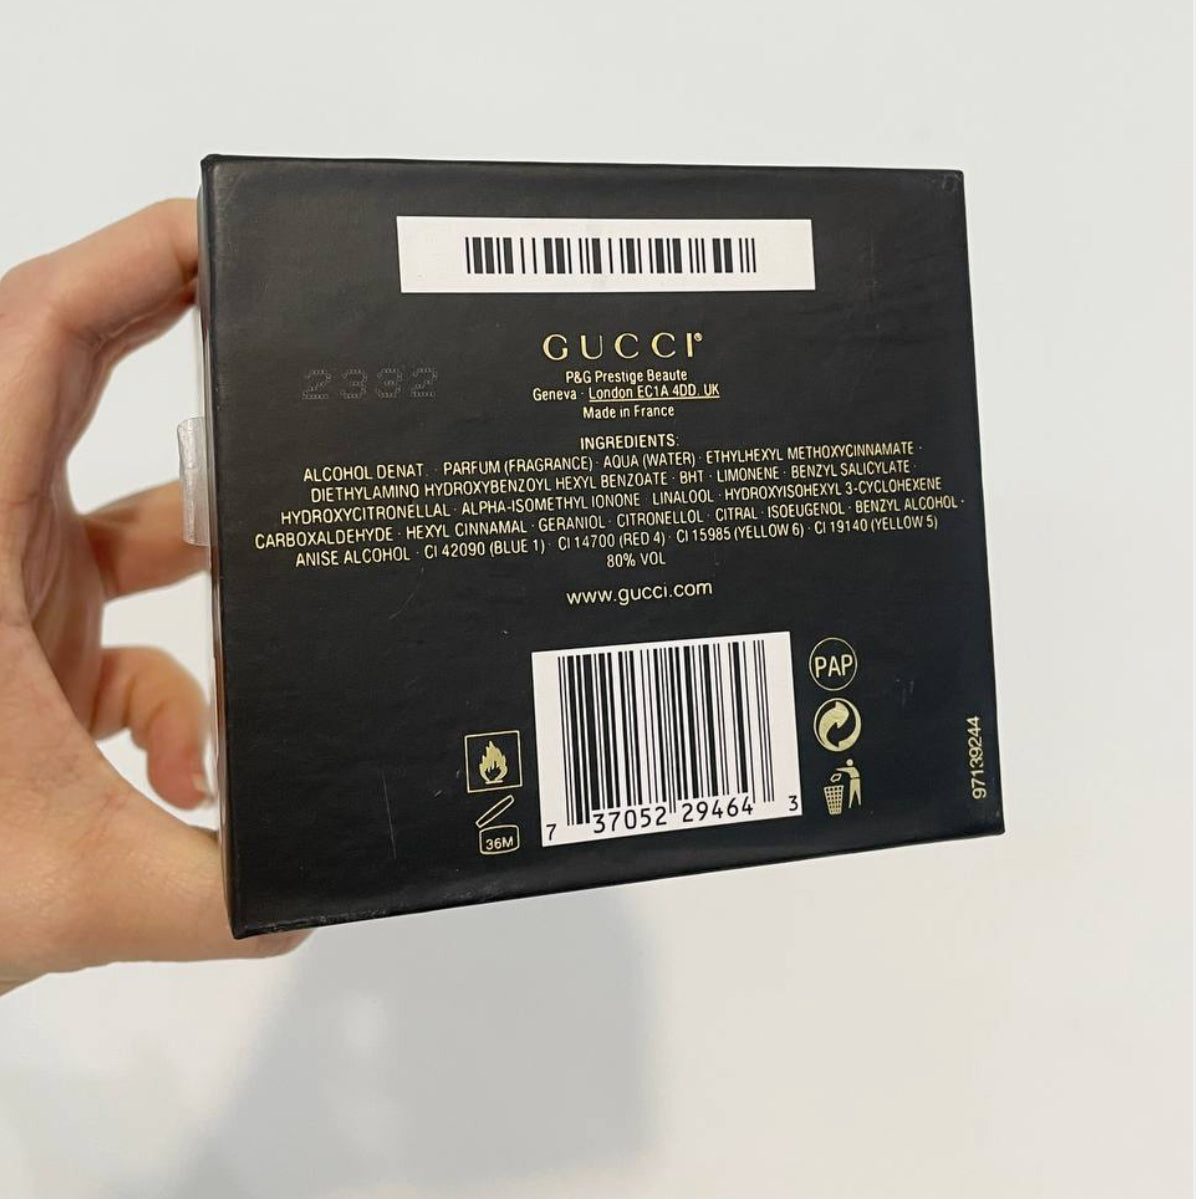 GUCCI®
P&G Prestige Beaute
Geneva · London EC1A 4DD. UK
Made in France
2392
INGREDIENTS:
ALCOHOL DENAT. · PARFUM (FRAGRANCE) · AQUA (WATER) · ETHYLHEXYL METHOXYCINNAMATE ·
DIETHYLAMINO HYDROXYBENZOYL HEXYL BENZOATE · BHT · LIMONENE · BENZYL SALICYLATE ·
HYDROXYCITRONELLAL · ALPHA-ISOMETHYL IONONE · LINALOOL · HYDROXYISOHEXYL 3-CYCLOHEXENE
CARBOXALDEHYDE · HEXYL CINNAMAL · GERANIOL · CITRONELLOL · CITRAL · ISOEUGENOL · BENZYL ALCOHOL ·
ANISE ALCOHOL · CI 42090 (BLUE 1) · CI 14700 (RED 4) · CI 15985 (YELLOW 6) · CI 19140 (YELLOW 5)
80% VOL
www.gucci.com
PAP
36M
7 37052 29464 3
97139244